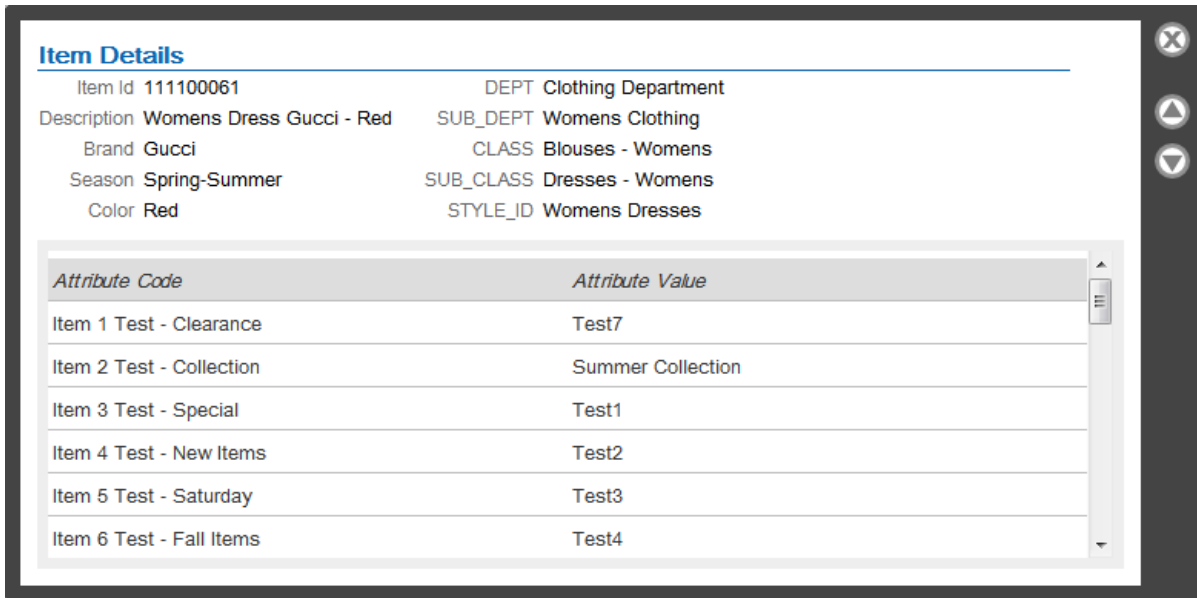 Item Details
Item Id 111100061 DEPT Clothing Department
Description Womens Dress Gucci - Red SUB_DEPT Womens Clothing
Brand Gucci CLASS Blouses - Womens
Season Spring-Summer SUB_CLASS Dresses - Womens
Color Red STYLE_ID Womens Dresses
Attribute Code Attribute Value
Item 1 Test - Clearance Test7
Item 2 Test - Collection Summer Collection
Item 3 Test - Special Test1
Item 4 Test - New Items Test2
Item 5 Test - Saturday Test3
Item 6 Test - Fall Items Test4